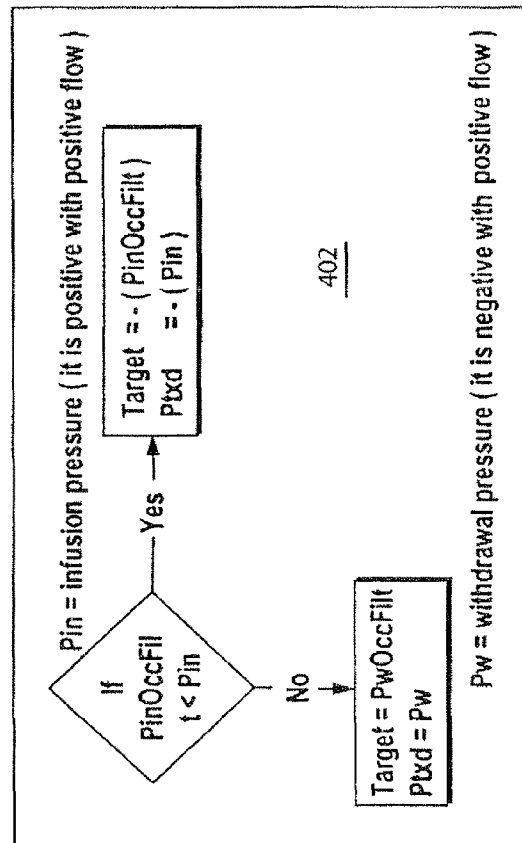 Pin = infusion pressure ( it is positive with positive flow )
If
PinOccFil
t < Pin
Yes
Target = - ( PinOccFilt )
Ptxd = - ( Pin )
No
Target = PwOccFilt
Ptxd = Pw
402
Pw = withdrawal pressure ( it is negative with positive flow )